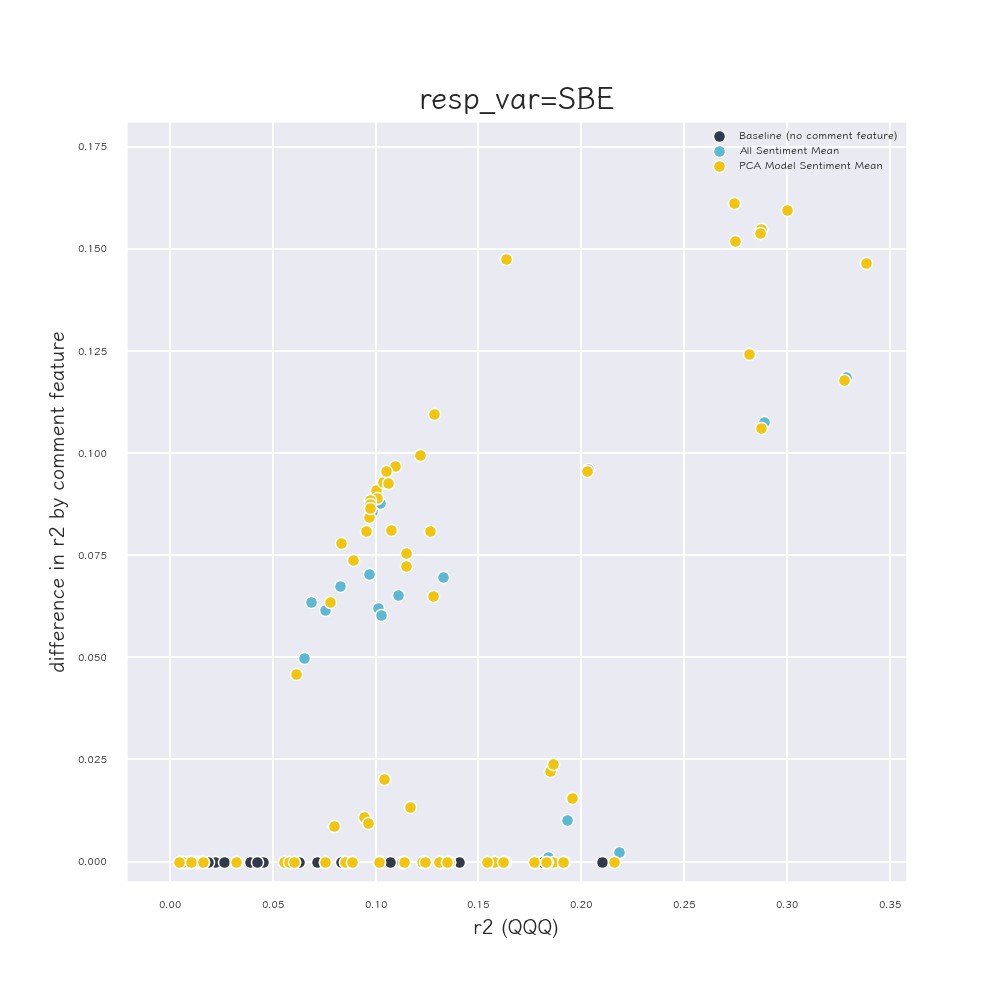 resp_var=SBE
Baseline (no comment feature)
All Sentiment Mean
PCA Model Sentiment Mean
0.175
0.150
0.125
0.100
0.075
0.050
0.025
0.000
difference in r2 by comment feature
0.00 0.05 0.10 0.15 0.20 0.25 0.30 0.35
r2 (QQQ)